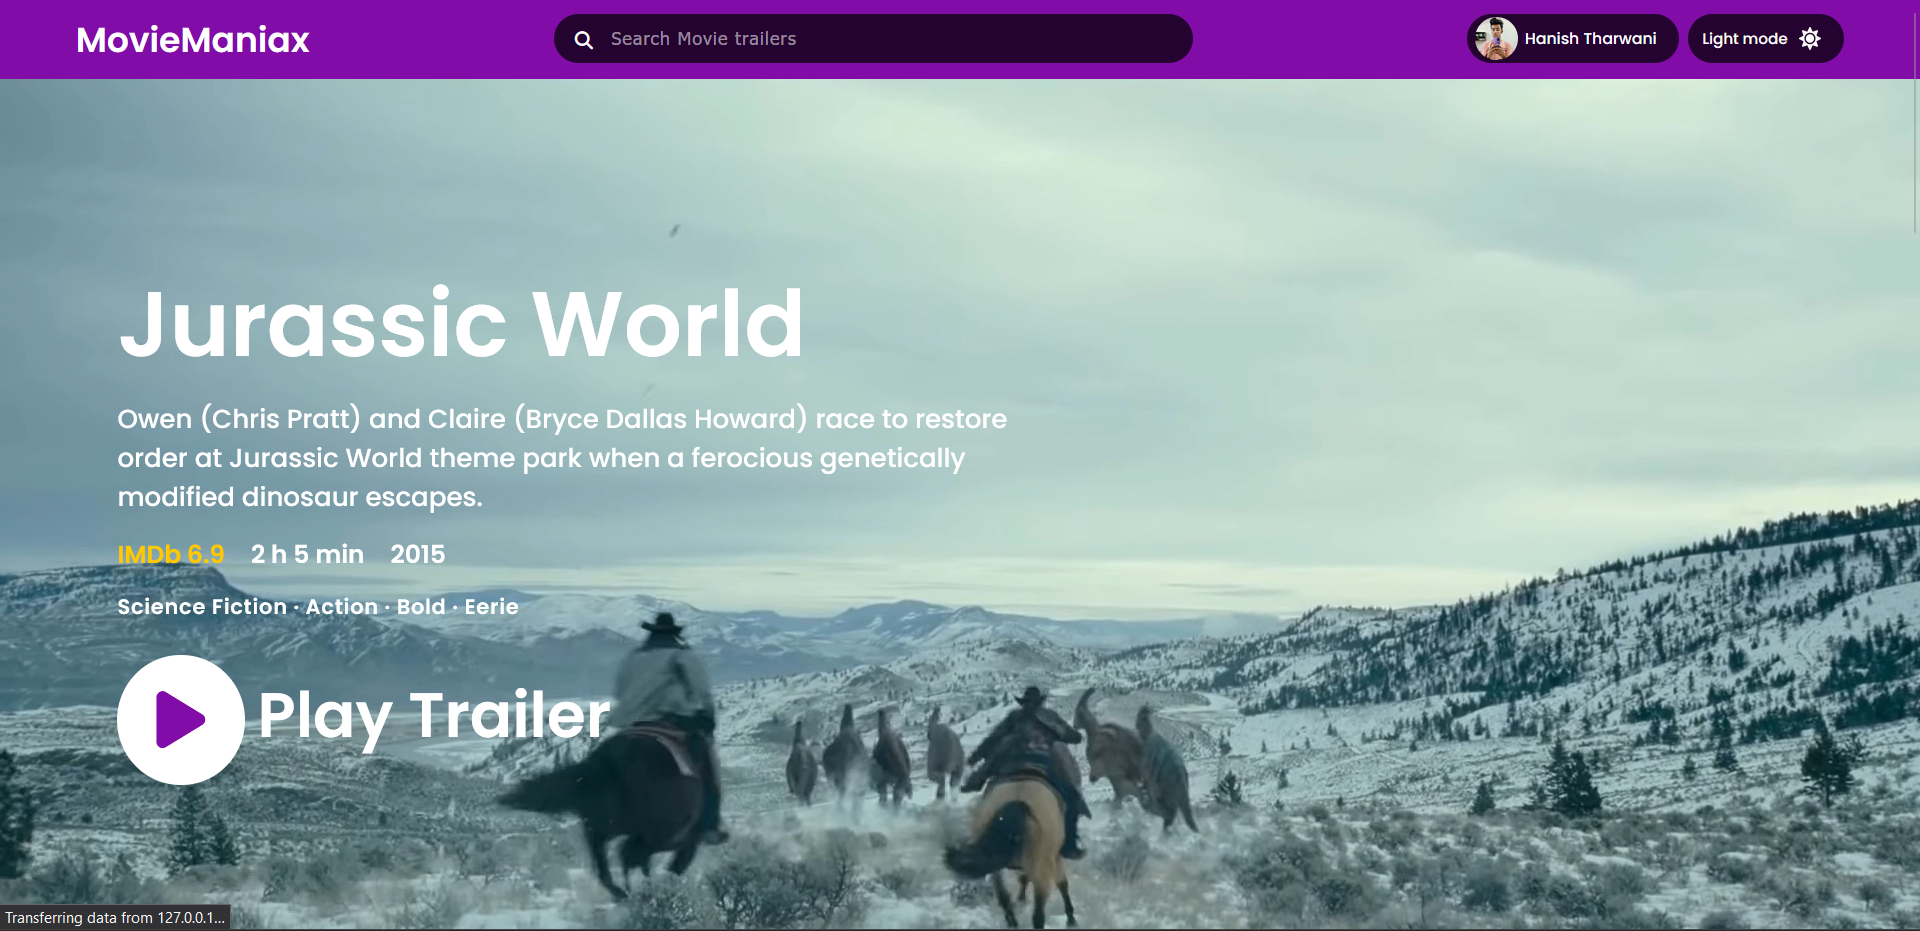 MovieManiax
Search Movie trailers
Hanish Tharwani
Light mode
Jurassic World
Owen (Chris Pratt) and Claire (Bryce Dallas Howard) race to restore
order at Jurassic World theme park when a ferocious genetically
modified dinosaur escapes.
IMDb 6.9 2 h 5 min 2015
Science Fiction · Action · Bold · Eerie
Play Trailer
Transferring data from 127.0.0.1...